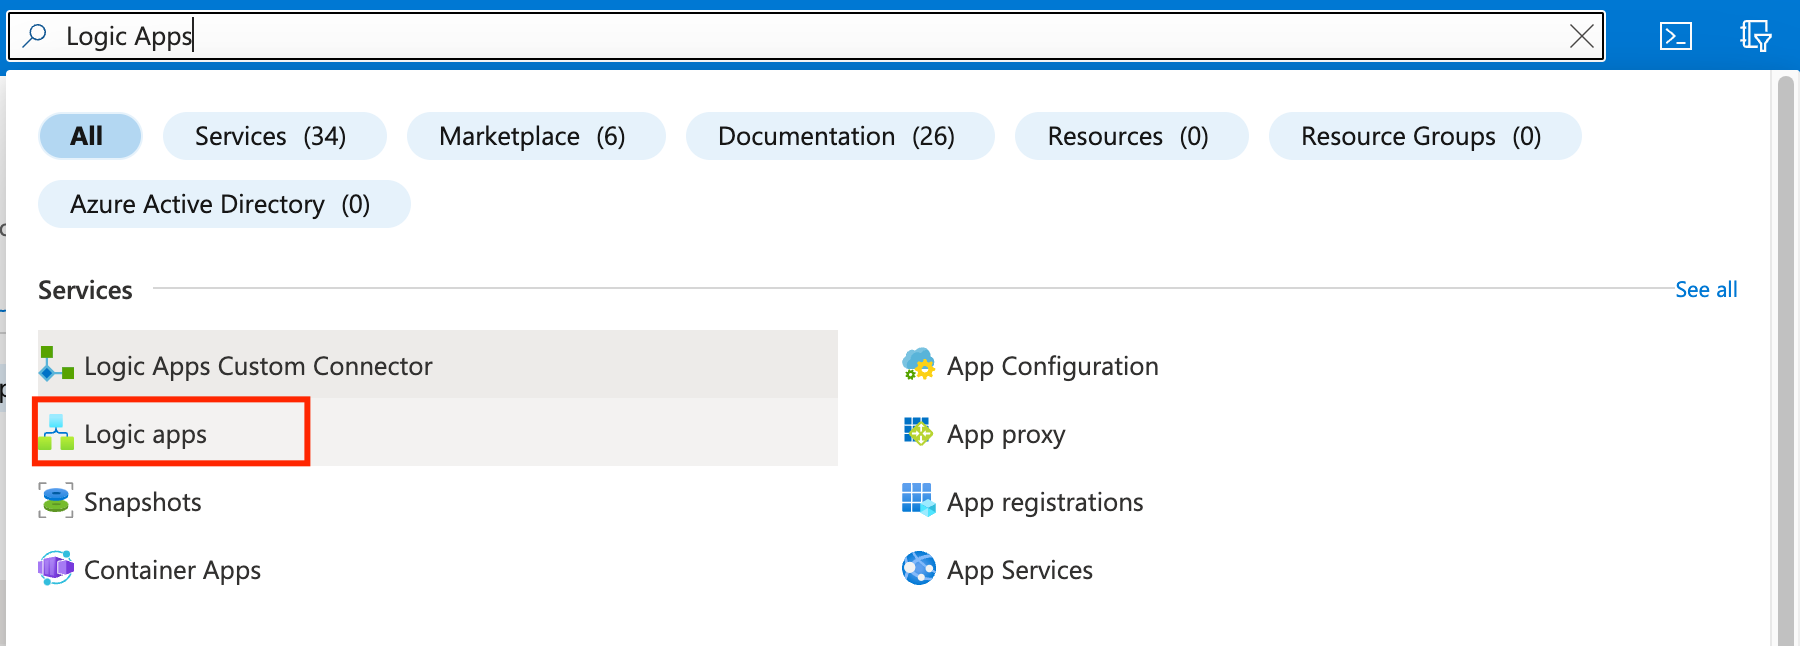 Logic Apps
All
Services (34)
Marketplace (6)
Documentation (26)
Resources (0)
Resource Groups (0)
Azure Active Directory (0)
Services
See all
Logic Apps Custom Connector
App Configuration
Logic apps
App proxy
Snapshots
App registrations
Container Apps
App Services